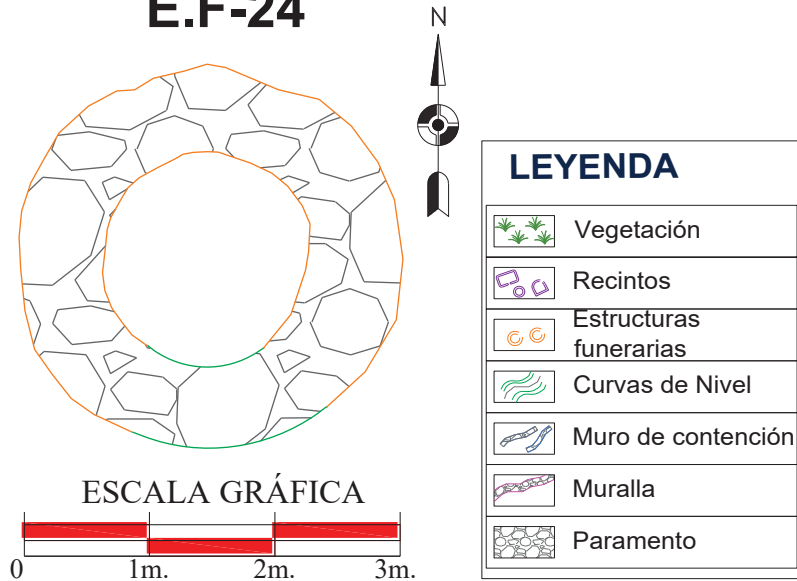 E.F-24
N
LEYENDA
Vegetación
Recintos
Estructuras
funerarias
Curvas de Nivel
Muro de contención
Muralla
Paramento
ESCALA GRÁFICA
0 1m. 2m. 3m.